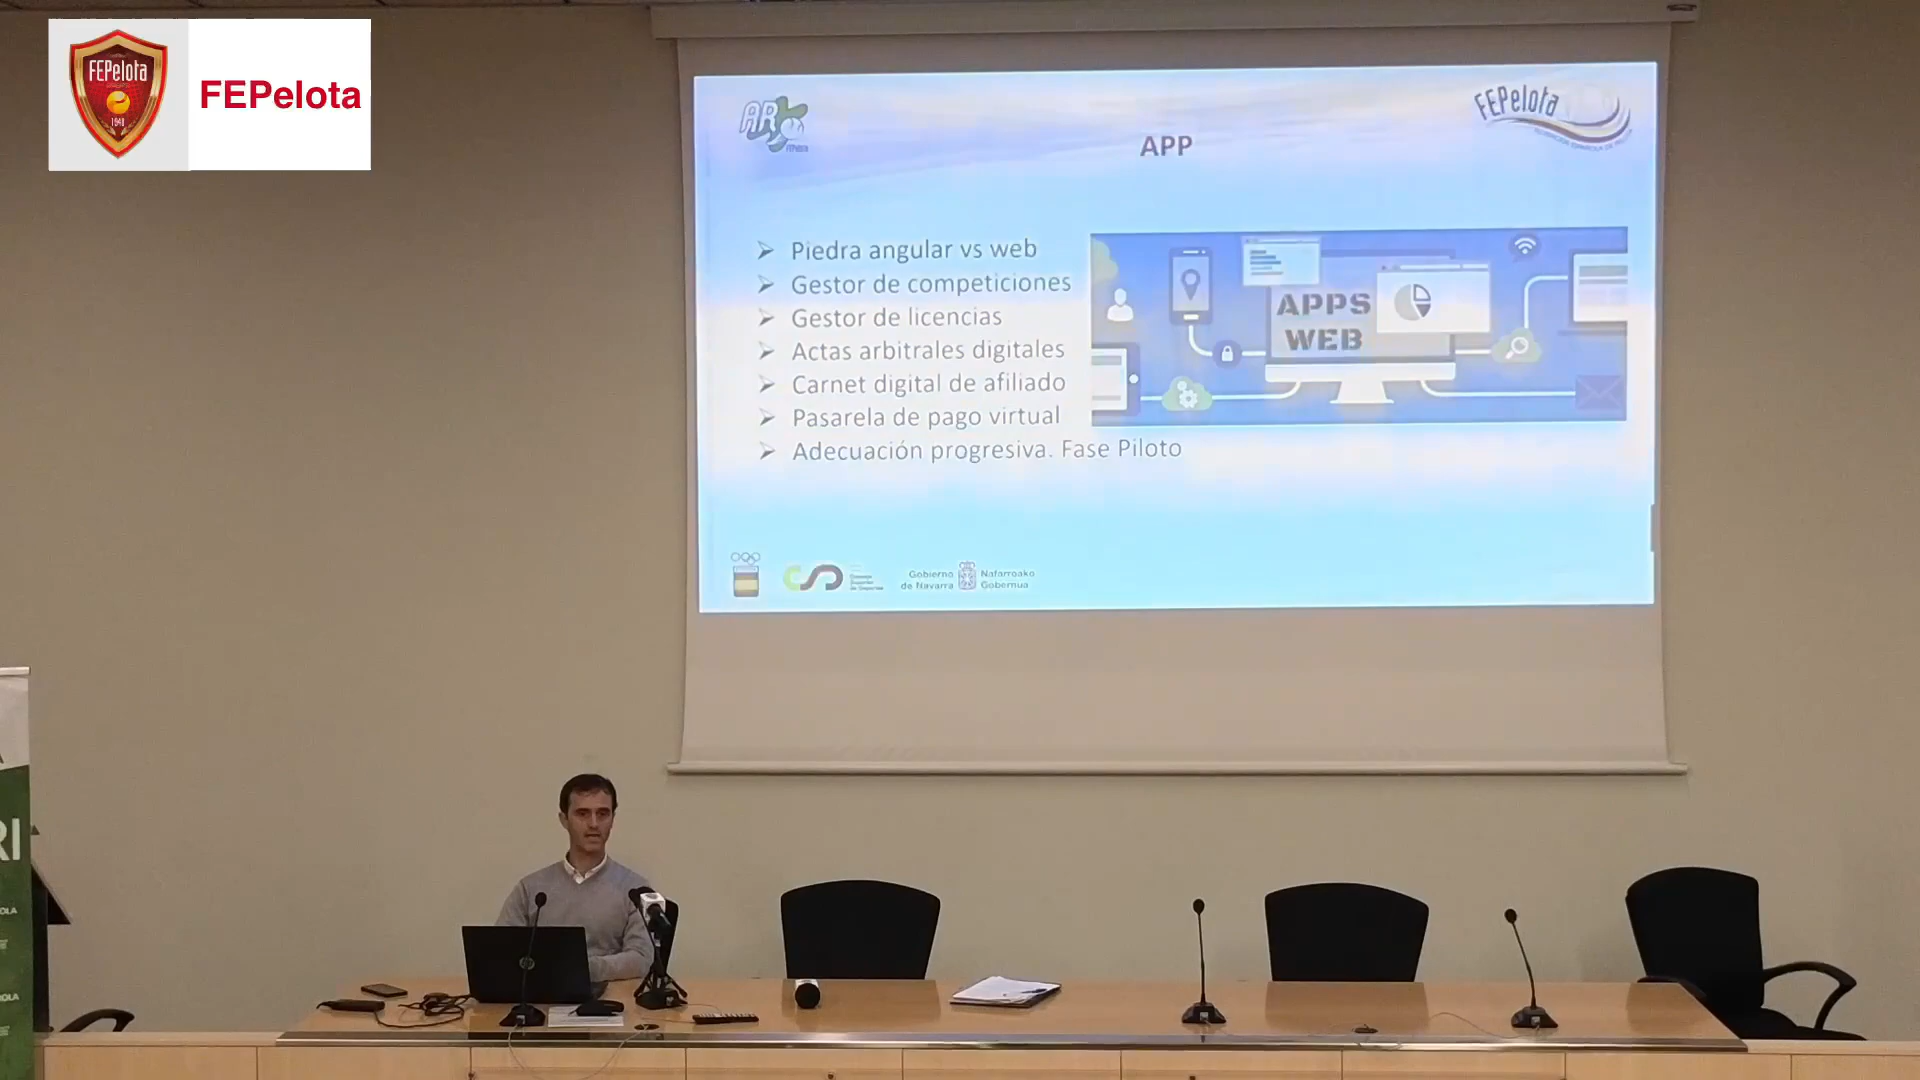 FEPelota
1948
FEPelota
FEPelota
APP
Piedra angular vs web
Gestor de competiciones
Gestor de licencias
Actas arbitrales digitales
Carnet digital de afiliado
Pasarela de pago virtual
Adecuación progresiva. Fase Piloto
APPS
WEB
Gobierno
de Navarra
Nafarroako
Gobernua
RI